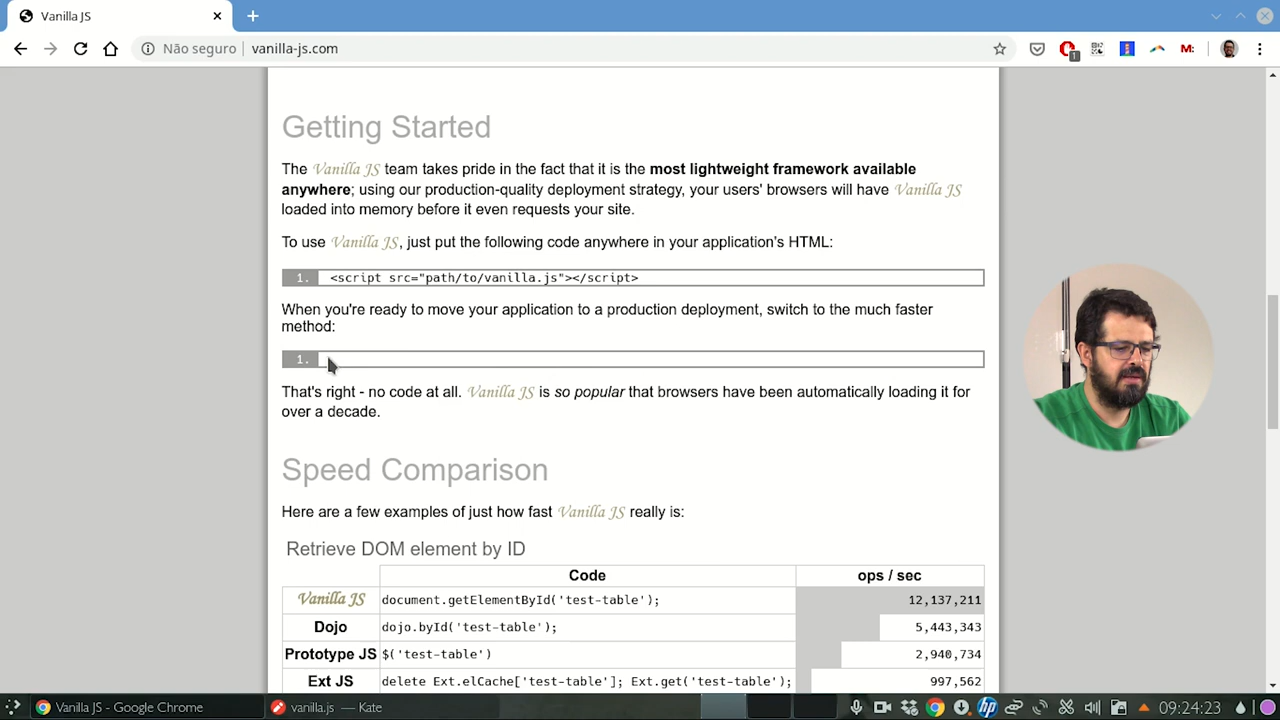 Vanilla JS
Não seguro
vanilla-js.com
1
M:
Getting Started
The Vanilla JS team takes pride in the fact that it is the most lightweight framework available
anywhere; using our production-quality deployment strategy, your users' browsers will have Vanilla JS
loaded into memory before it even requests your site.
To use Vanilla JS, just put the following code anywhere in your application's HTML:
1. <script src="path/to/vanilla.js"></script>
When you're ready to move your application to a production deployment, switch to the much faster
method:
1.
That's right - no code at all. Vanilla JS is so popular that browsers have been automatically loading it for
over a decade.
Speed Comparison
Here are a few examples of just how fast Vanilla JS really is:
Retrieve DOM element by ID
Code ops / sec
Vanilla JS document.getElementById('test-table'); 12,137,211
Dojo dojo.byId('test-table'); 5,443,343
Prototype JS $('test-table') 2,940,734
Ext JS delete Ext.elCache['test-table']; Ext.get('test-table'); 997,562
Vanilla JS - Google Chrome
vanilla.js — Kate
hp
09:24:23